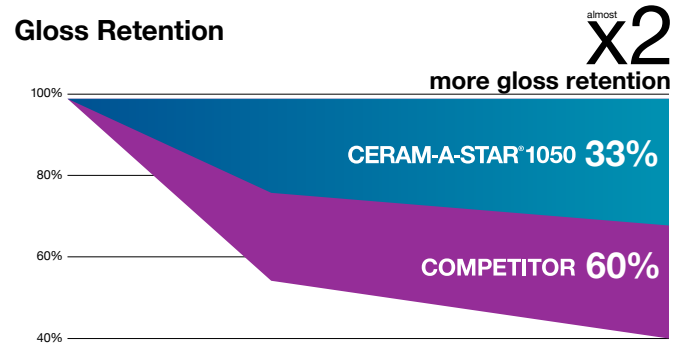 Gloss Retention
almost
x2
more gloss retention
100%
CERAM-A-STAR®1050 33%
80%
60%
COMPETITOR 60%
40%